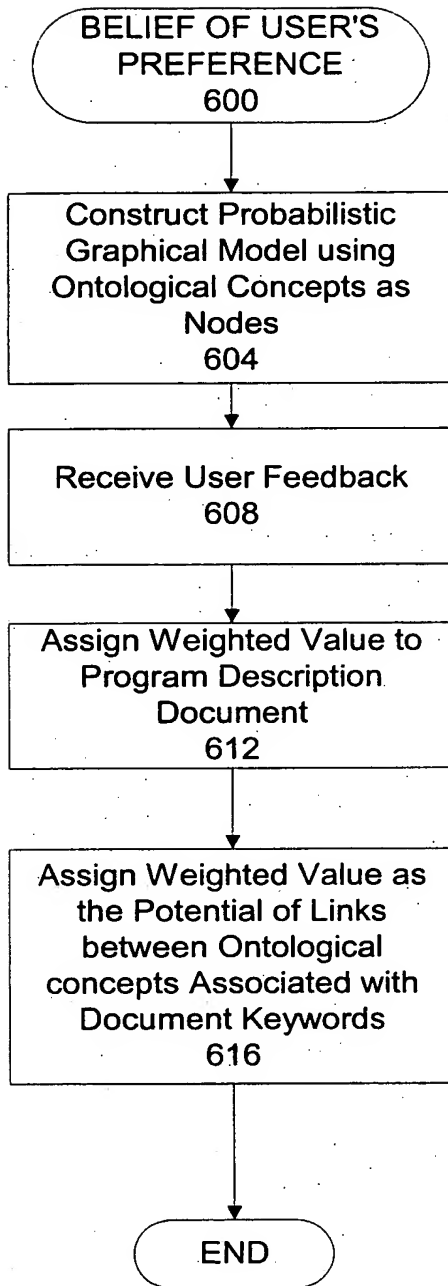 BELIEF OF USER'S
PREFERENCE
600
Construct Probabilistic
Graphical Model using
Ontological Concepts as
Nodes
604
Receive User Feedback
608
Assign Weighted Value to
Program Description
Document
612
Assign Weighted Value as
the Potential of Links
between Ontological
concepts Associated with
Document Keywords
616
END